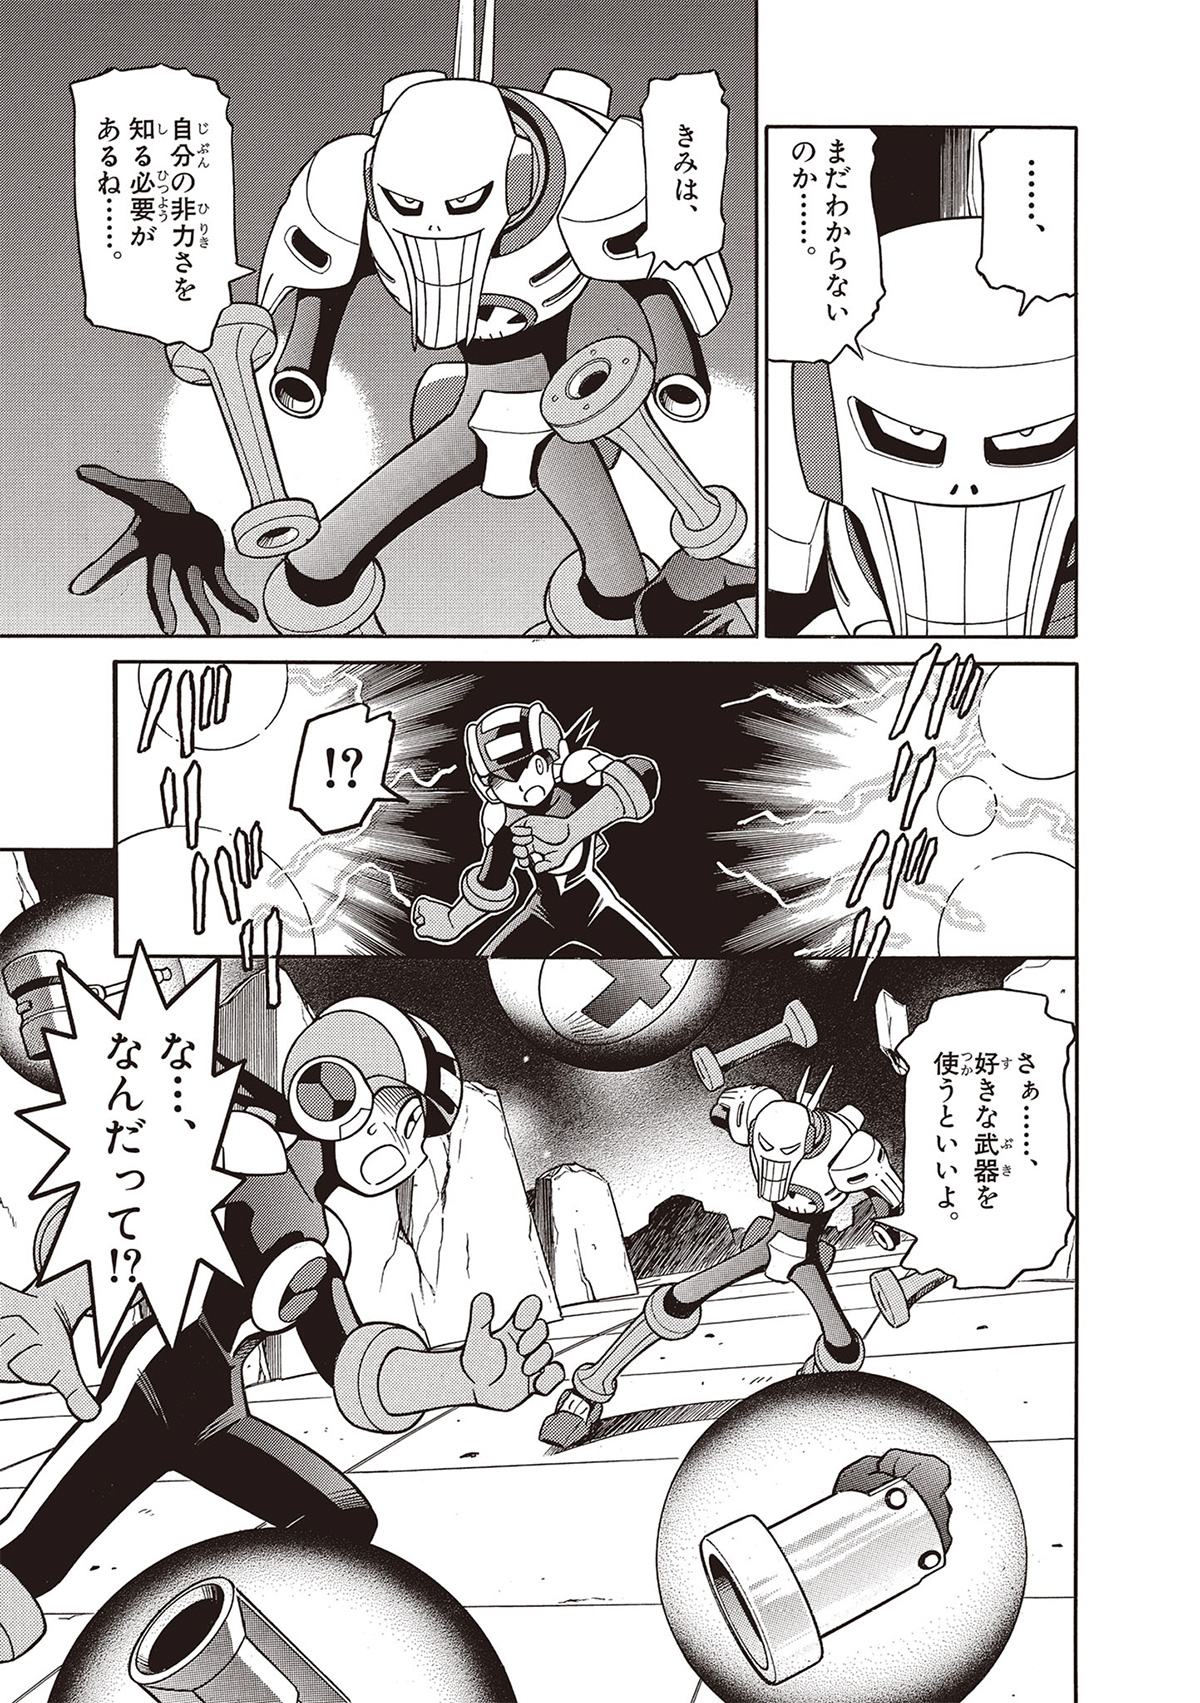 ……、
まだわからない
のか……。
きみは、
自分の非力さを
知る必要が
あるね……。
!?
さぁ……、
好きな武器を
使うといいよ。
な…、
なんだって!?